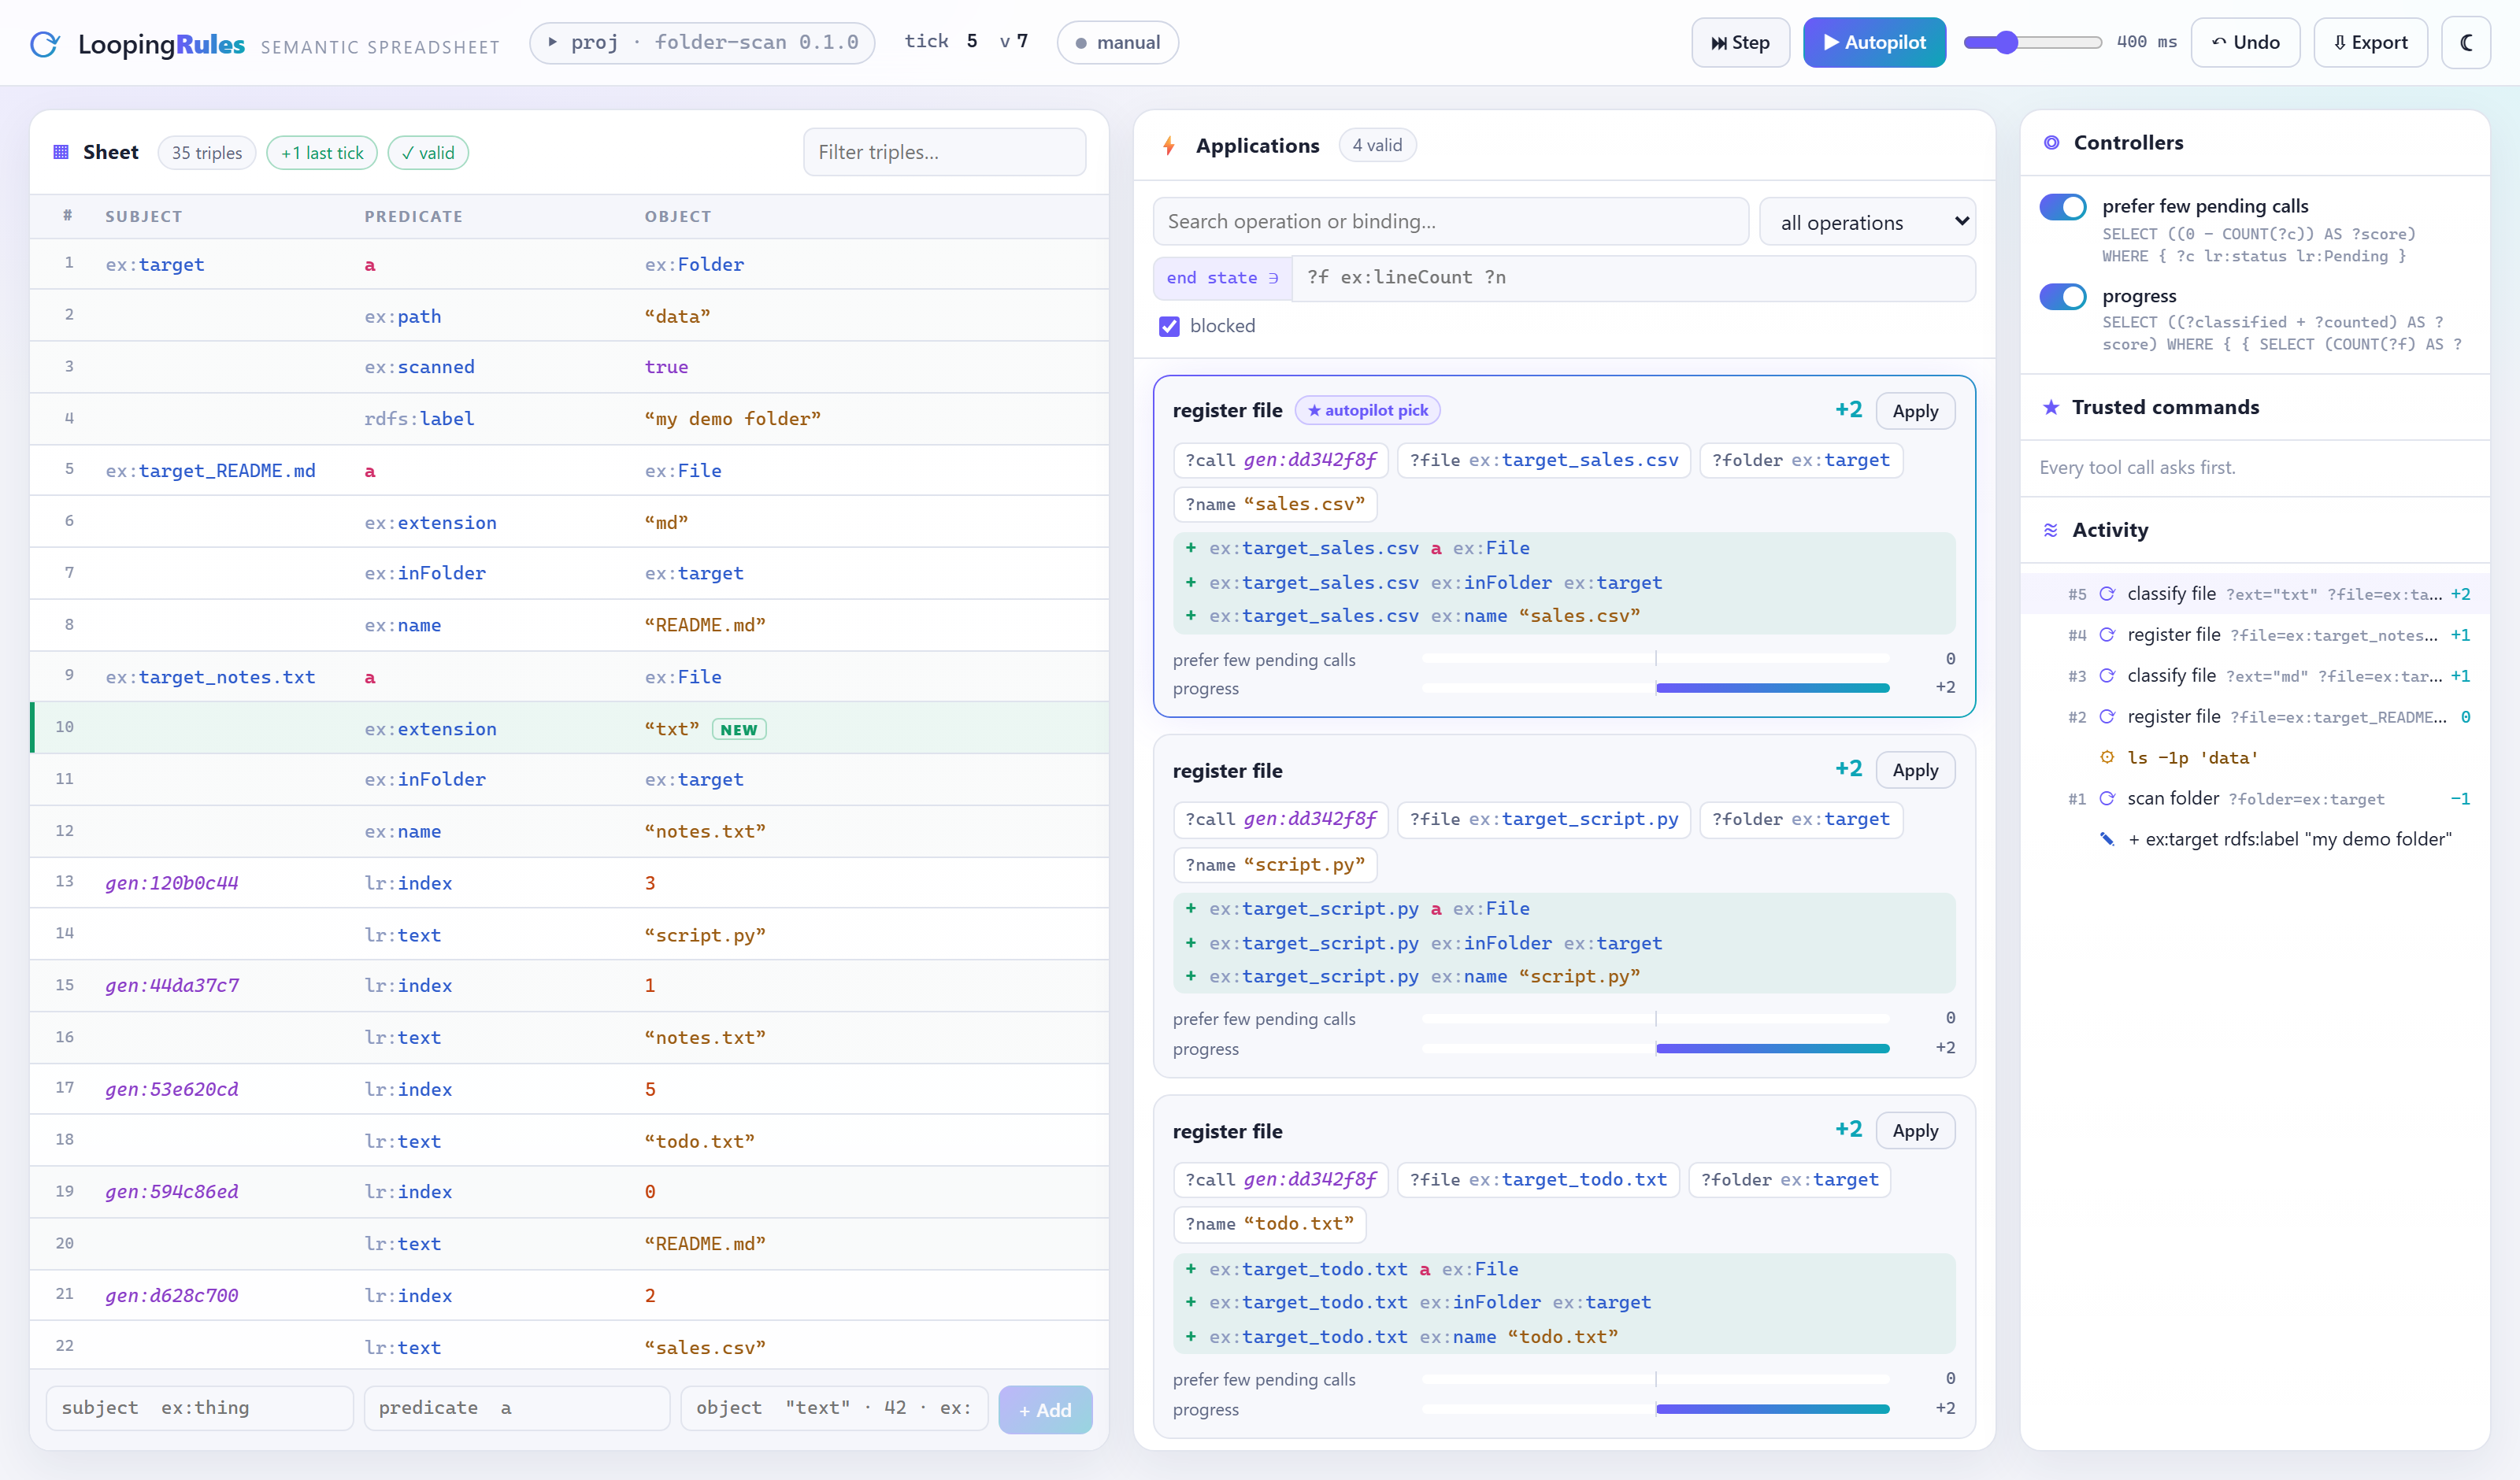 LoopingRules SEMANTIC SPREADSHEET
proj · folder-scan 0.1.0
tick 5 v 7
manual
Step
Autopilot
400 ms
Undo
Export
Sheet
35 triples
+1 last tick
✓ valid
Filter triples...
# SUBJECT PREDICATE OBJECT
1 ex:target a ex:Folder
2 ex:path “data”
3 ex:scanned true
4 rdfs:label “my demo folder”
5 ex:target_README.md a ex:File
6 ex:extension “md”
7 ex:inFolder ex:target
8 ex:name “README.md”
9 ex:target_notes.txt a ex:File
10 ex:extension “txt” NEW
11 ex:inFolder ex:target
12 ex:name “notes.txt”
13 gen:120b0c44 lr:index 3
14 lr:text “script.py”
15 gen:44da37c7 lr:index 1
16 lr:text “notes.txt”
17 gen:53e620cd lr:index 5
18 lr:text “todo.txt”
19 gen:594c86ed lr:index 0
20 lr:text “README.md”
21 gen:d628c700 lr:index 2
22 lr:text “sales.csv”
subject ex:thing
predicate a
object "text" · 42 · ex:
+ Add
Applications
4 valid
Search operation or binding...
all operations
end state ∋ ?f ex:lineCount ?n
blocked
register file ★ autopilot pick +2 Apply
?call gen:dd342f8f ?file ex:target_sales.csv ?folder ex:target
?name “sales.csv”
+ ex:target_sales.csv a ex:File
+ ex:target_sales.csv ex:inFolder ex:target
+ ex:target_sales.csv ex:name “sales.csv”
prefer few pending calls 0
progress +2
register file +2 Apply
?call gen:dd342f8f ?file ex:target_script.py ?folder ex:target
?name “script.py”
+ ex:target_script.py a ex:File
+ ex:target_script.py ex:inFolder ex:target
+ ex:target_script.py ex:name “script.py”
prefer few pending calls 0
progress +2
register file +2 Apply
?call gen:dd342f8f ?file ex:target_todo.txt ?folder ex:target
?name “todo.txt”
+ ex:target_todo.txt a ex:File
+ ex:target_todo.txt ex:inFolder ex:target
+ ex:target_todo.txt ex:name “todo.txt”
prefer few pending calls 0
progress +2
Controllers
prefer few pending calls
SELECT ((0 - COUNT(?c)) AS ?score)
WHERE { ?c lr:status lr:Pending }
progress
SELECT ((?classified + ?counted) AS ?
score) WHERE { { SELECT (COUNT(?f) AS ?
Trusted commands
Every tool call asks first.
Activity
#5 classify file ?ext="txt" ?file=ex:ta... +2
#4 register file ?file=ex:target_notes... +1
#3 classify file ?ext="md" ?file=ex:tar... +1
#2 register file ?file=ex:target_README... 0
ls -1p 'data'
#1 scan folder ?folder=ex:target −1
+ ex:target rdfs:label "my demo folder"